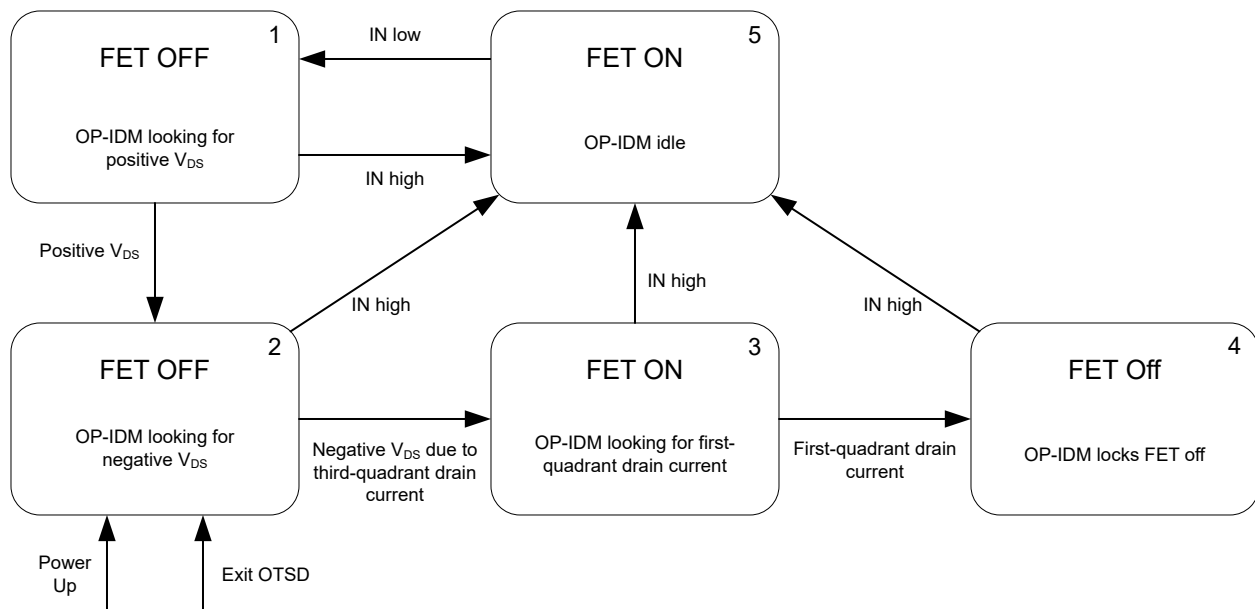 1
FET OFF
OP-IDM looking for
positive VDS
IN low
IN high
5
FET ON
OP-IDM idle
Positive VDS
IN high
IN high
IN high
2
FET OFF
OP-IDM looking for
negative VDS
Negative VDS due to
third-quadrant drain
current
3
FET ON
OP-IDM looking for first-
quadrant drain current
First-quadrant drain
current
4
FET Off
OP-IDM locks FET off
Power
Up
Exit OTSD